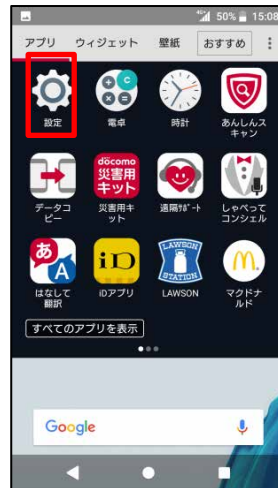 50% 15:08
アプリ ウィジェット 壁紙 おすすめ
設定 電卓 時計 あんしんス
キャン
docomo
災害用
キット
データコ
ピー
災害用キ
ット
遠隔ｻﾎﾟｰﾄ
しゃべって
コンシェル
あ
A
iD
LAWSON
STATION
はなして
翻訳
iDアプリ
LAWSON
マクドナ
ルド
すべてのアプリを表示
Google